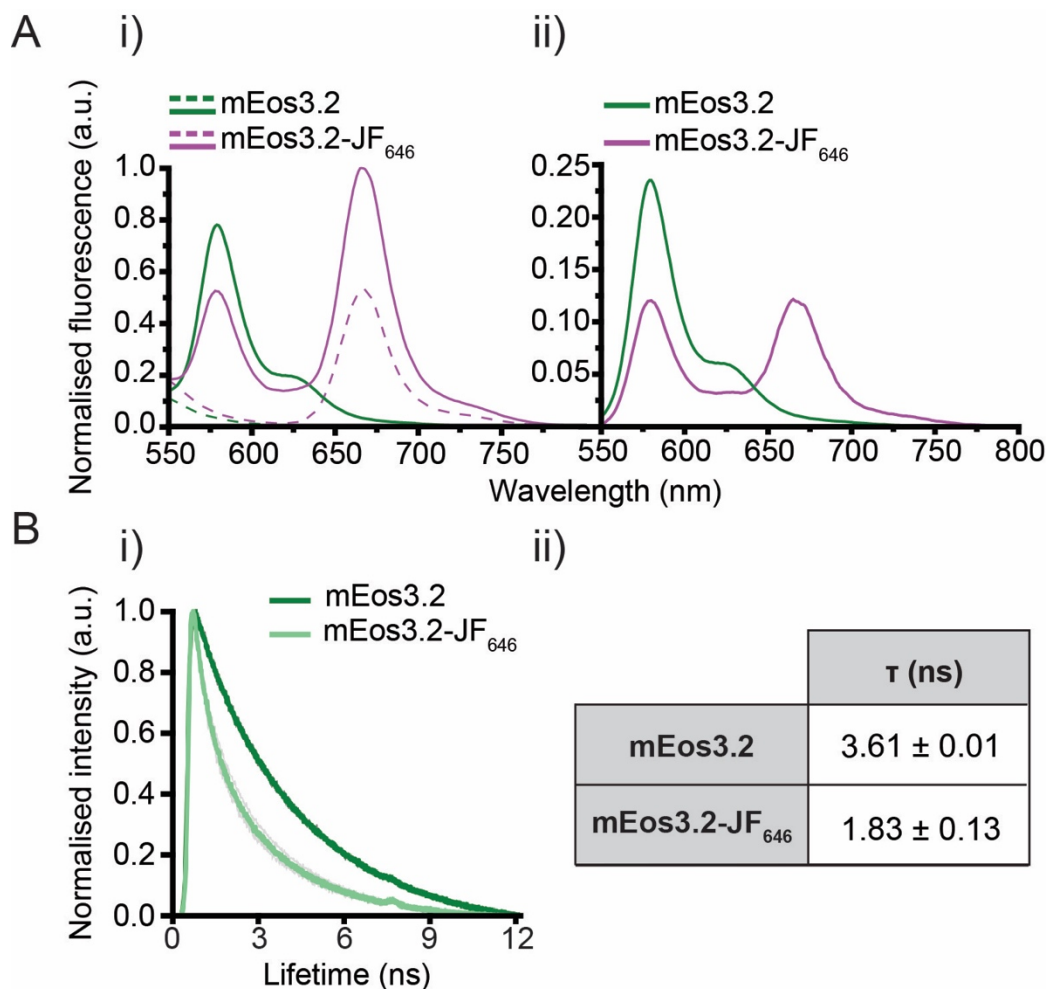 A
i)
ii)
mEos3.2
mEos3.2-JF646
mEos3.2
mEos3.2-JF646
Normalised fluorescence (a.u.)
1.0
0.8
0.6
0.4
0.2
0.0
550 600 650 700 750
0.25
0.20
0.15
0.10
0.05
550 600 650 700 750 800
Wavelength (nm)
B
i)
ii)
mEos3.2
mEos3.2-JF646
Normalised intensity (a.u.)
1.0
0.8
0.6
0.4
0.2
0.0
0 3 6 9 12
Lifetime (ns)
τ (ns)
mEos3.2 3.61 ± 0.01
mEos3.2-JF646 1.83 ± 0.13